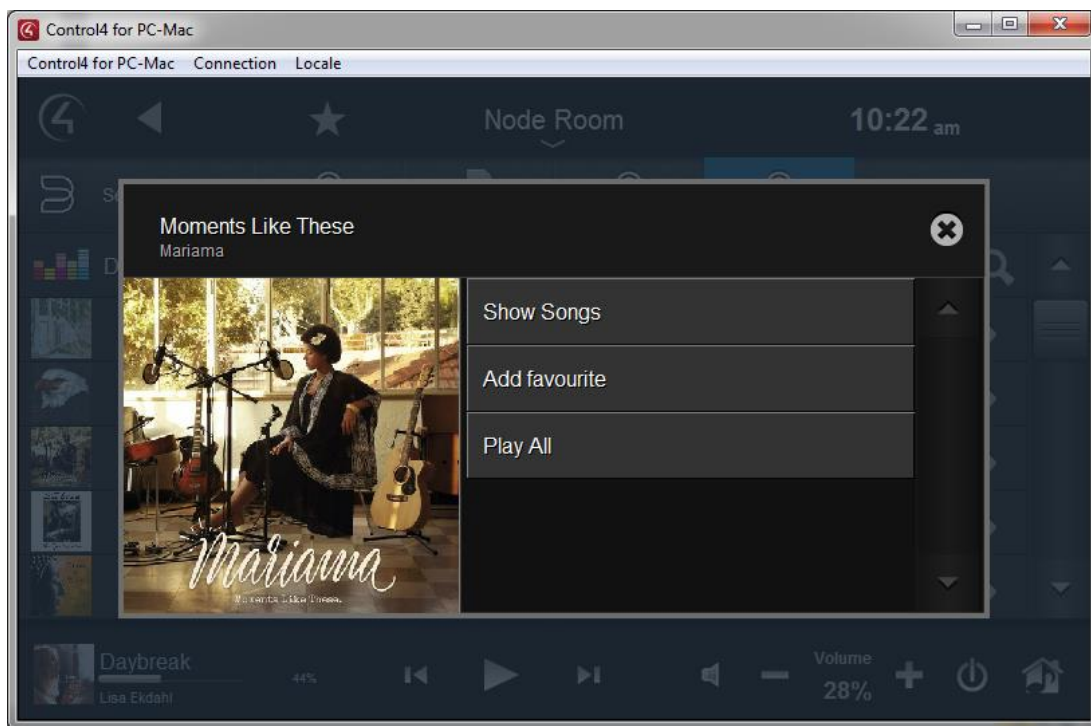 Control4 for PC-Mac
Control4 for PC-Mac Connection Locale
Node Room
10:22 am
Moments Like These
Mariama
Show Songs
Add favourite
Play All
Mariama
Moments Like These.
Daybreak
Lisa Ekdahl
44%
Volume
28%